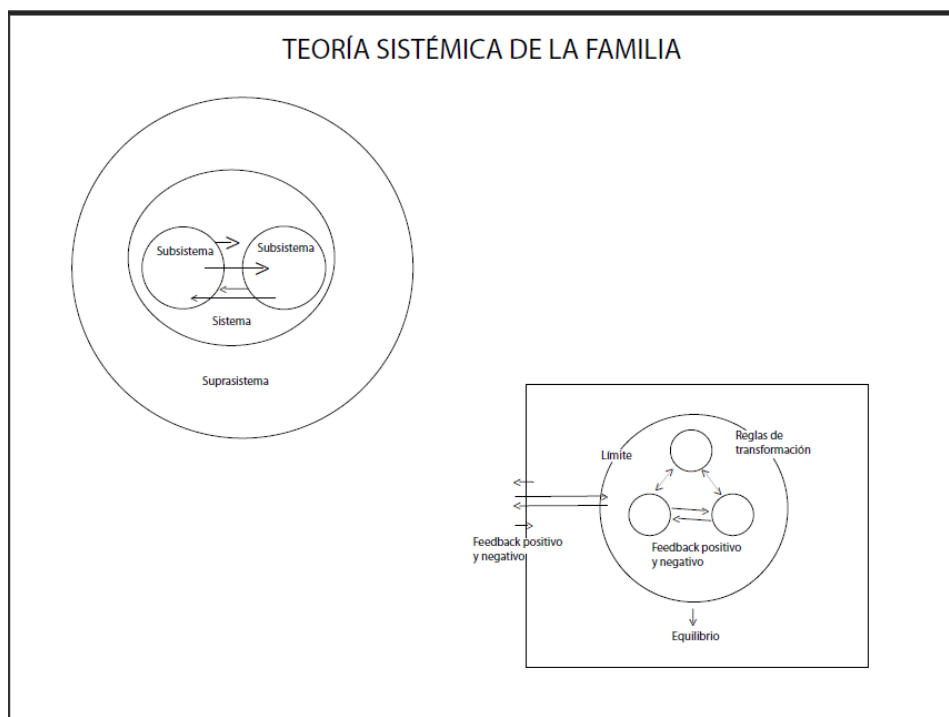 TEORÍA SISTÉMICA DE LA FAMILIA
Subsistema
Subsistema
Sistema
Suprasistema
Límite
Reglas de
transformación
Feedback positivo
y negativo
Feedback positivo
y negativo
Equilibrio